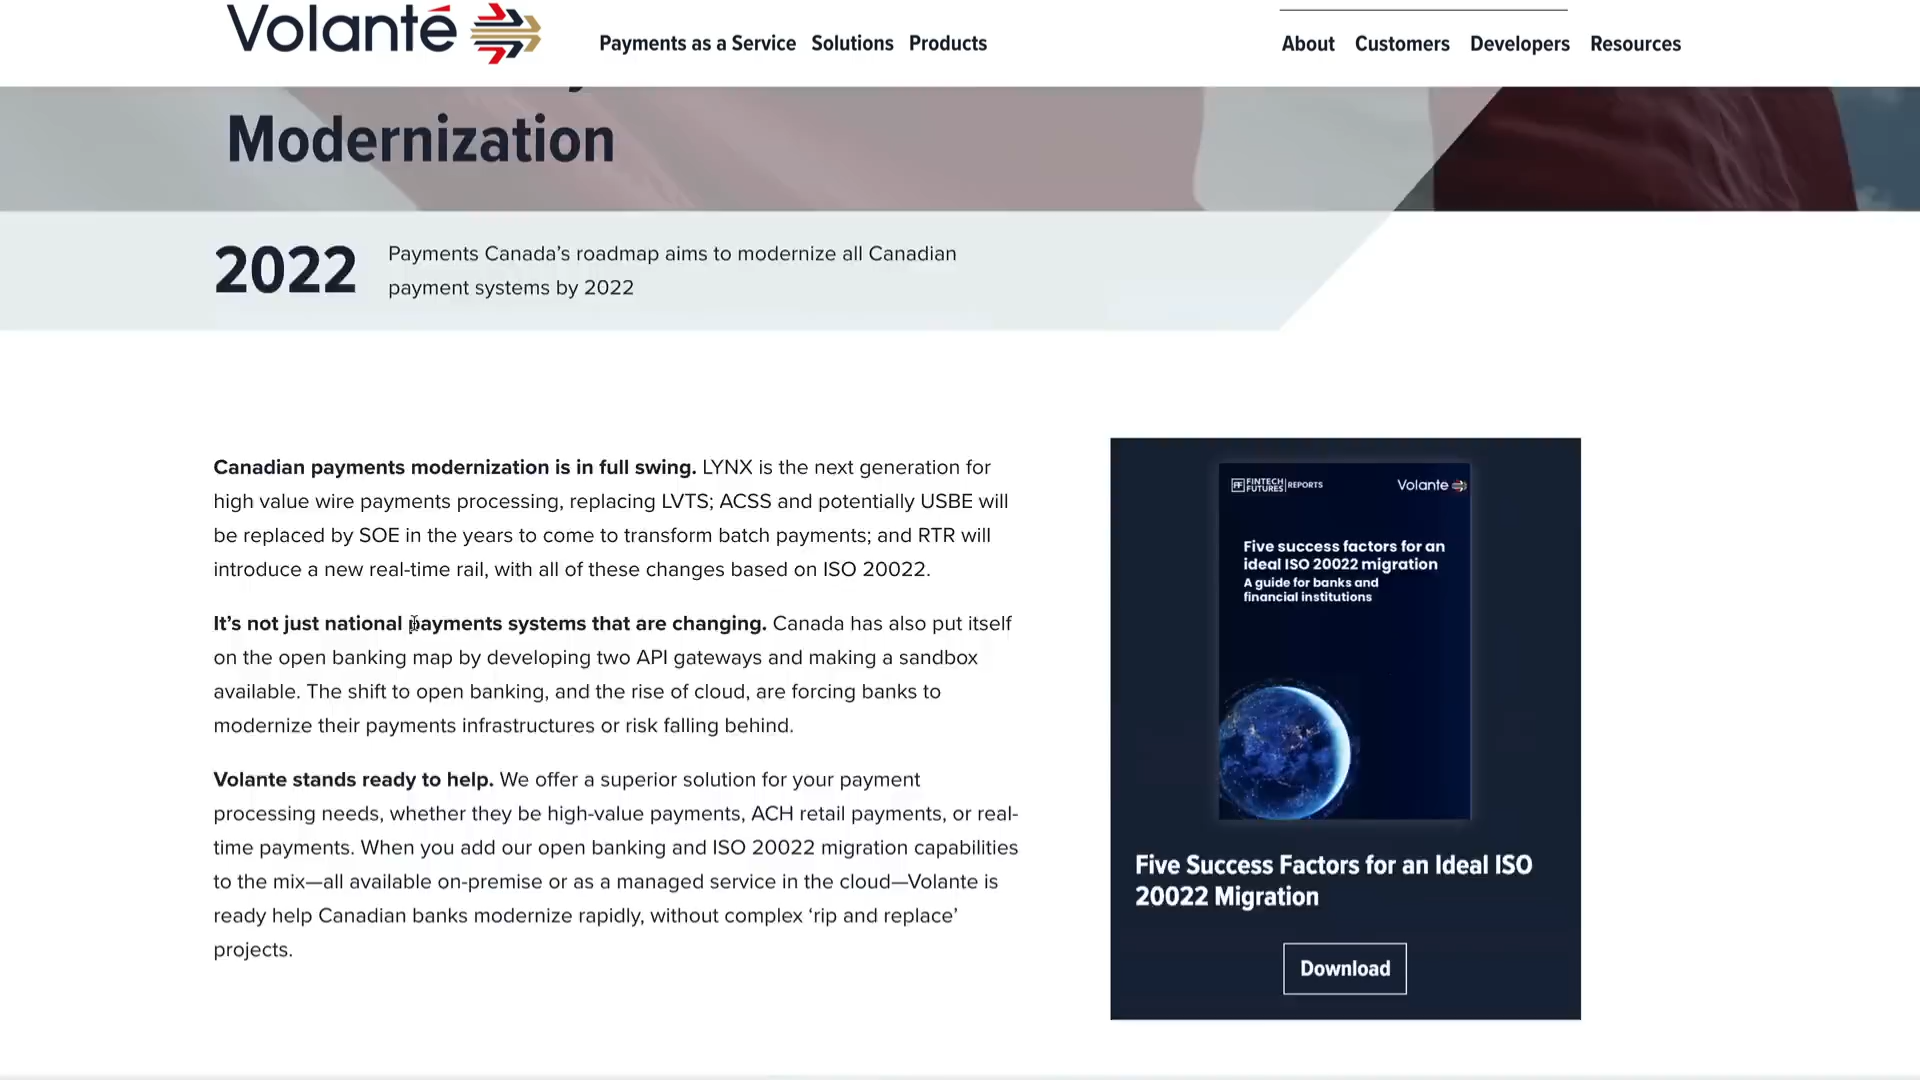 Volanté
Payments as a Service Solutions Products
About Customers Developers Resources
Modernization
2022
Payments Canada’s roadmap aims to modernize all Canadian
payment systems by 2022
Canadian payments modernization is in full swing. LYNX is the next generation for
high value wire payments processing, replacing LVTS; ACSS and potentially USBE will
be replaced by SOE in the years to come to transform batch payments; and RTR will
introduce a new real-time rail, with all of these changes based on ISO 20022.
It’s not just national payments systems that are changing. Canada has also put itself
on the open banking map by developing two API gateways and making a sandbox
available. The shift to open banking, and the rise of cloud, are forcing banks to
modernize their payments infrastructures or risk falling behind.
Volante stands ready to help. We offer a superior solution for your payment
processing needs, whether they be high-value payments, ACH retail payments, or real-
time payments. When you add our open banking and ISO 20022 migration capabilities
to the mix—all available on-premise or as a managed service in the cloud—Volante is
ready help Canadian banks modernize rapidly, without complex ‘rip and replace’
projects.
FF FINTECH FUTURES | REPORTS
Volante
Five success factors for an
ideal ISO 20022 migration
A guide for banks and
financial institutions
Five Success Factors for an Ideal ISO
20022 Migration
Download